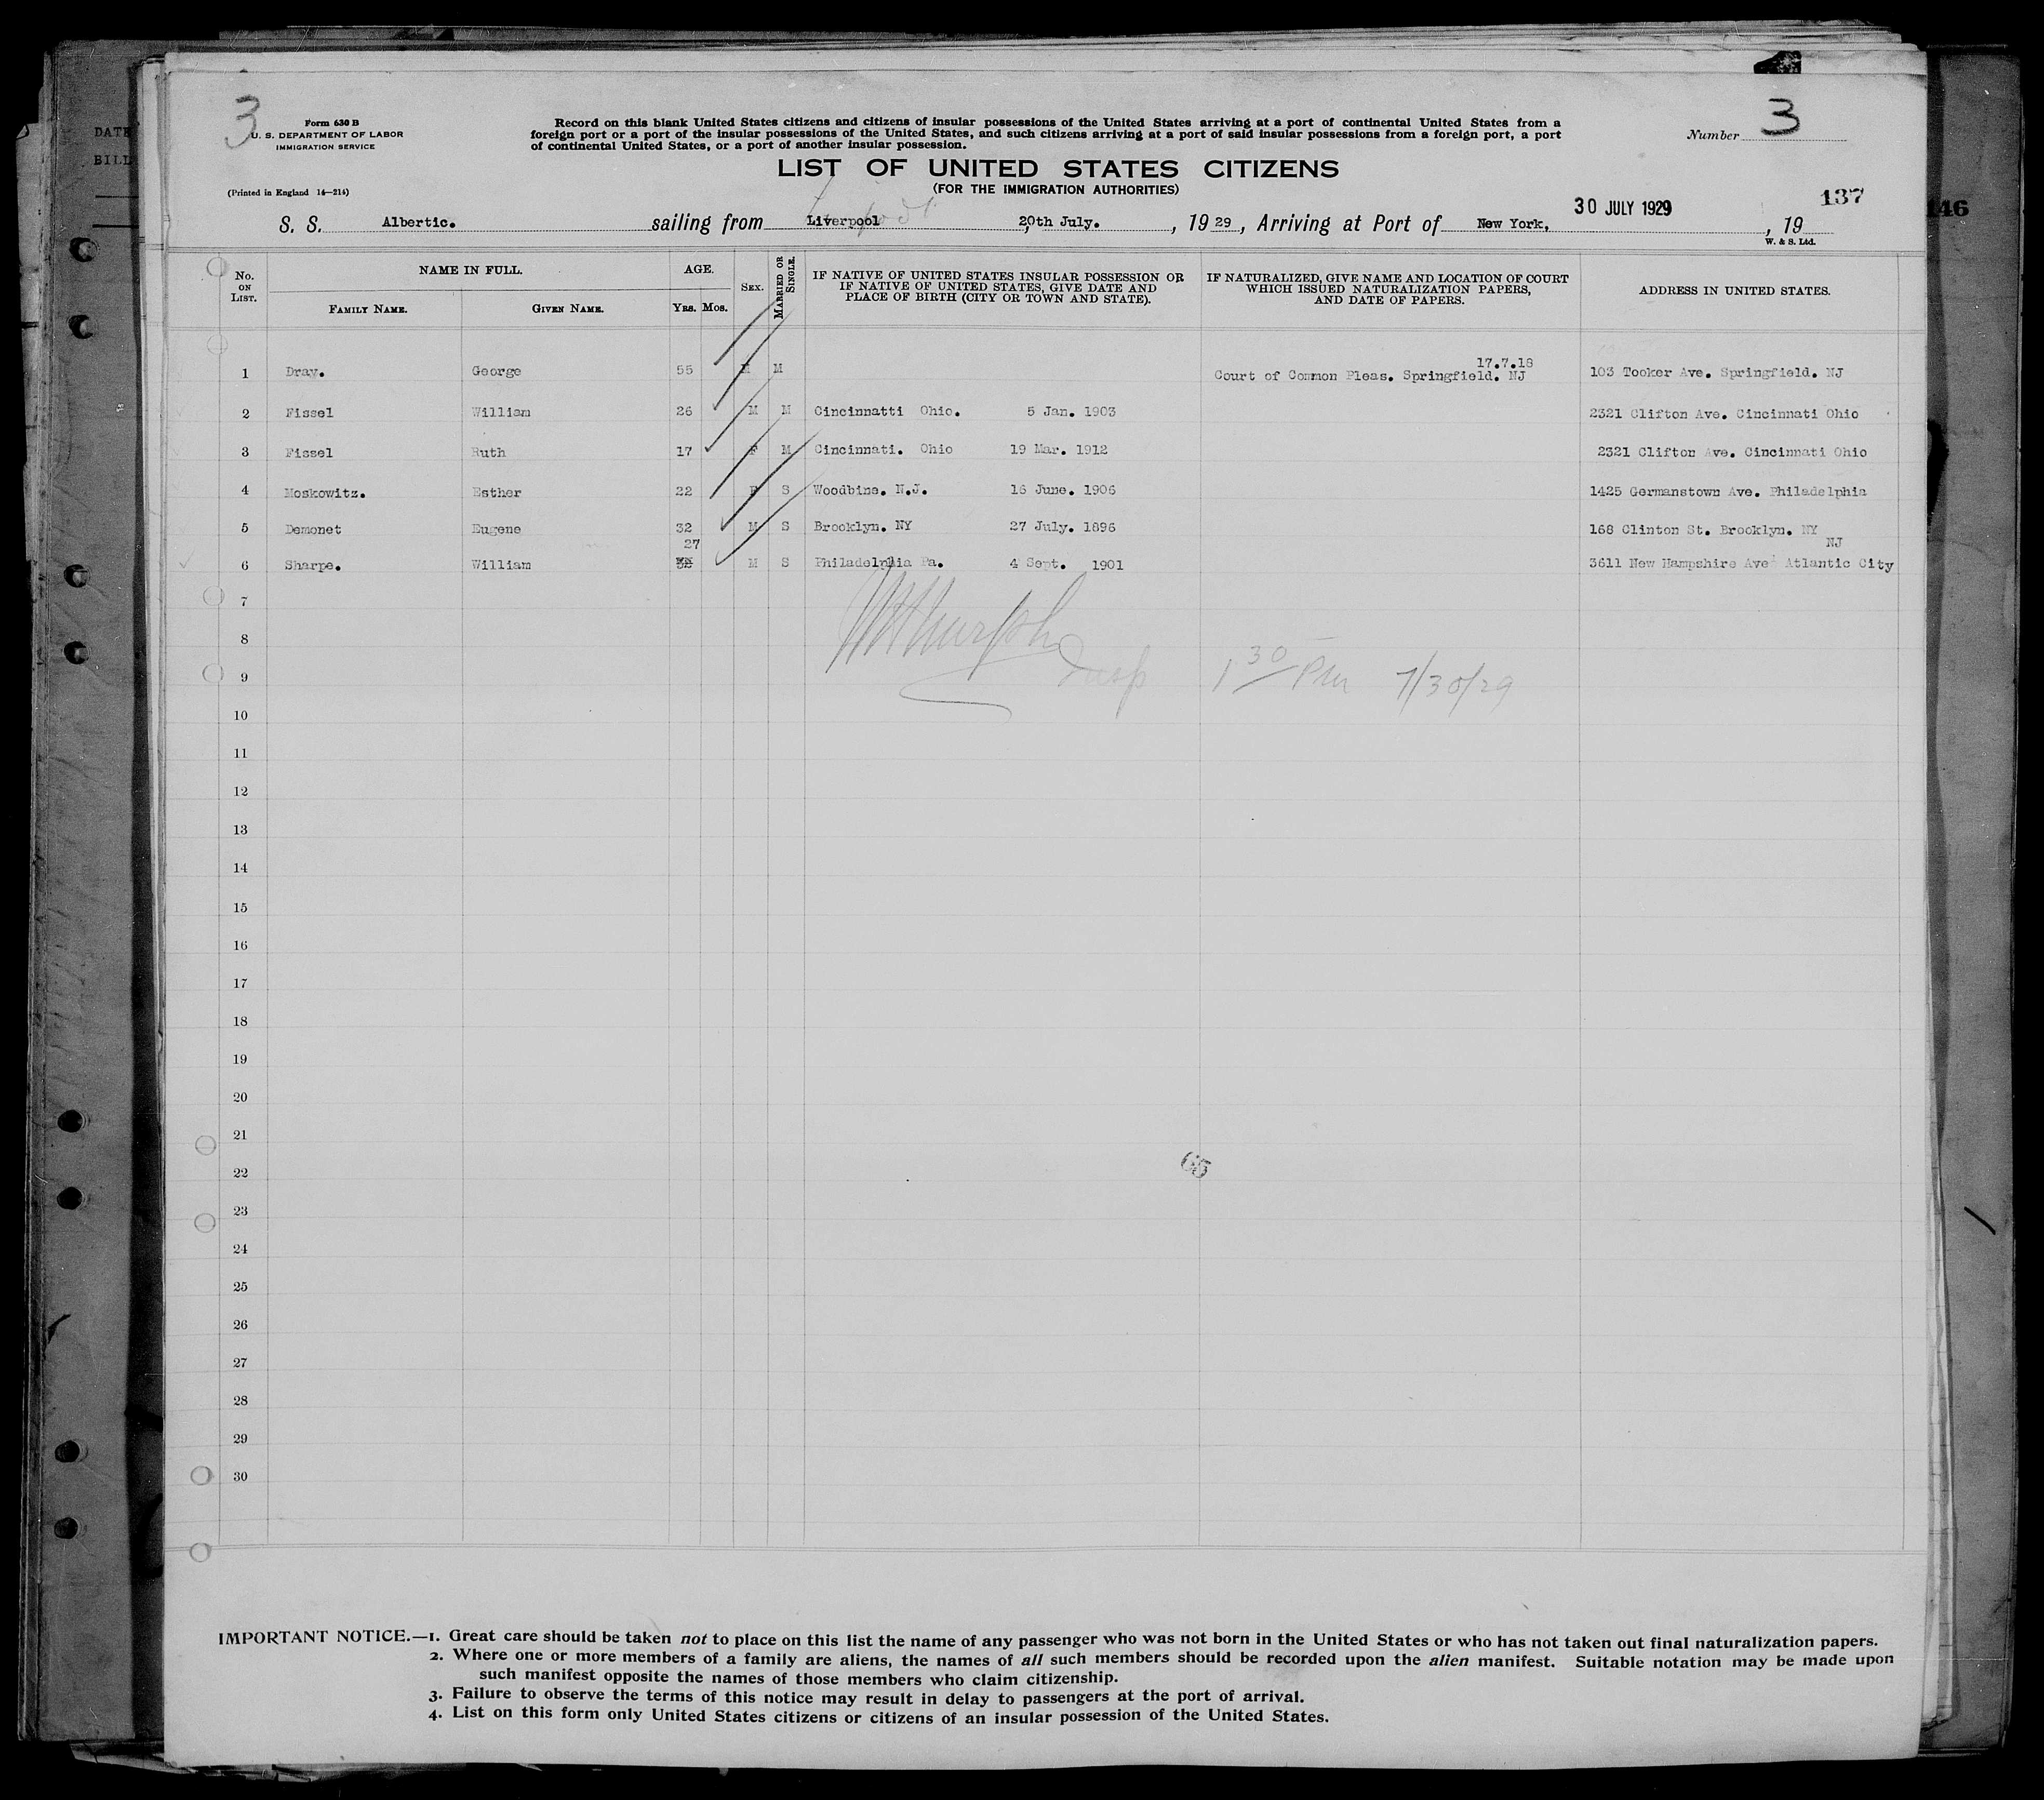 3
Form 630 B
U. S. DEPARTMENT OF LABOR
IMMIGRATION SERVICE
(Printed in England 14—214)
Record on this blank United States citizens and citizens of insular possessions of the United States arriving at a port of continental United States from a
foreign port or a port of the insular possessions of the United States, and such citizens arriving at a port of said insular possessions from a foreign port, a port
of continental United States, or a port of another insular possession.
Number 3
LIST OF UNITED STATES CITIZENS
(FOR THE IMMIGRATION AUTHORITIES)
137
146
DATE
BILL
S. S. Albertic. sailing from Liverpool 20th July. , 19 29 , Arriving at Port of New York, 30 JULY 1929 , 19
W. & S. Ltd.
No. ON LIST. NAME IN FULL. FAMILY NAME. GIVEN NAME. AGE. YRS. MOS. SEX. MARRIED OR SINGLE. IF NATIVE OF UNITED STATES INSULAR POSSESSION OR IF NATIVE OF UNITED STATES, GIVE DATE AND PLACE OF BIRTH (CITY OR TOWN AND STATE). IF NATURALIZED, GIVE NAME AND LOCATION OF COURT WHICH ISSUED NATURALIZATION PAPERS, AND DATE OF PAPERS. ADDRESS IN UNITED STATES.
1 Dray. George 55 M M Court of Common Pleas. Springfield. NJ 17.7.18 103 Tooker Ave. Springfield. NJ
2 Fissel William 26 M M Cincinnatti Ohio. 5 Jan. 1903 2321 Clifton Ave. Cincinnati Ohio
3 Fissel Ruth 17 F M Cincinnati. Ohio 19 Mar. 1912 2321 Clifton Ave. Cincinnati Ohio
4 Moskowitz. Esther 22 F S Woodbine. N.J. 16 June. 1906 1425 Germanstown Ave. Philadelphia
5 Demonet Eugene 32 M S Brooklyn. NY 27 July. 1896 168 Clinton St. Brooklyn. NY
6 Sharpe. William 27 M S Philadelphia Pa. 4 Sept. 1901 3611 New Hampshire Ave Atlantic City NJ
7
8
9
Insp 1 30 PM 7/30/29
10
11
12
13
14
15
16
17
18
19
20
21
22
65
23
24
25
26
27
28
29
30
IMPORTANT NOTICE.—1. Great care should be taken not to place on this list the name of any passenger who was not born in the United States or who has not taken out final naturalization papers.
2. Where one or more members of a family are aliens, the names of all such members should be recorded upon the alien manifest. Suitable notation may be made upon
such manifest opposite the names of those members who claim citizenship.
3. Failure to observe the terms of this notice may result in delay to passengers at the port of arrival.
4. List on this form only United States citizens or citizens of an insular possession of the United States.